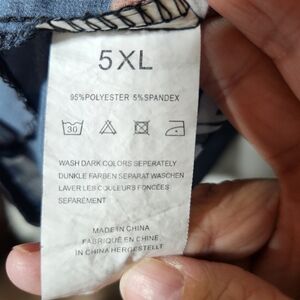 5XL
95%POLYESTER 5%SPANDEX
30
WASH DARK COLORS SEPERATELY
DUNKLE FARBEN SEPARAT WASCHEN
LAVER LES COULEURS FONCÉES
SEPARÉMENT
MADE IN CHINA
FABRIQUÉ EN CHINE
IN CHINA HERGESTELLT